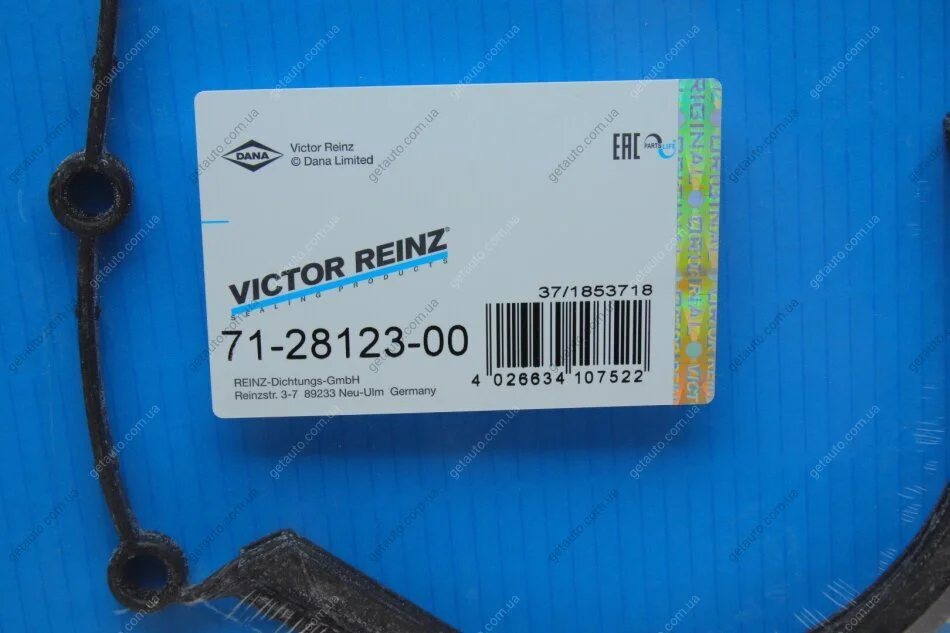 DANA
Victor Reinz
© Dana Limited
EAC
PARTSLIFE
VICTOR REINZ®
SEALING PRODUCTS
37/1853718
71-28123-00
4 026634 107522
REINZ-Dichtungs-GmbH
Reinzstr. 3-7 89233 Neu-Ulm Germany
getauto.com.ua